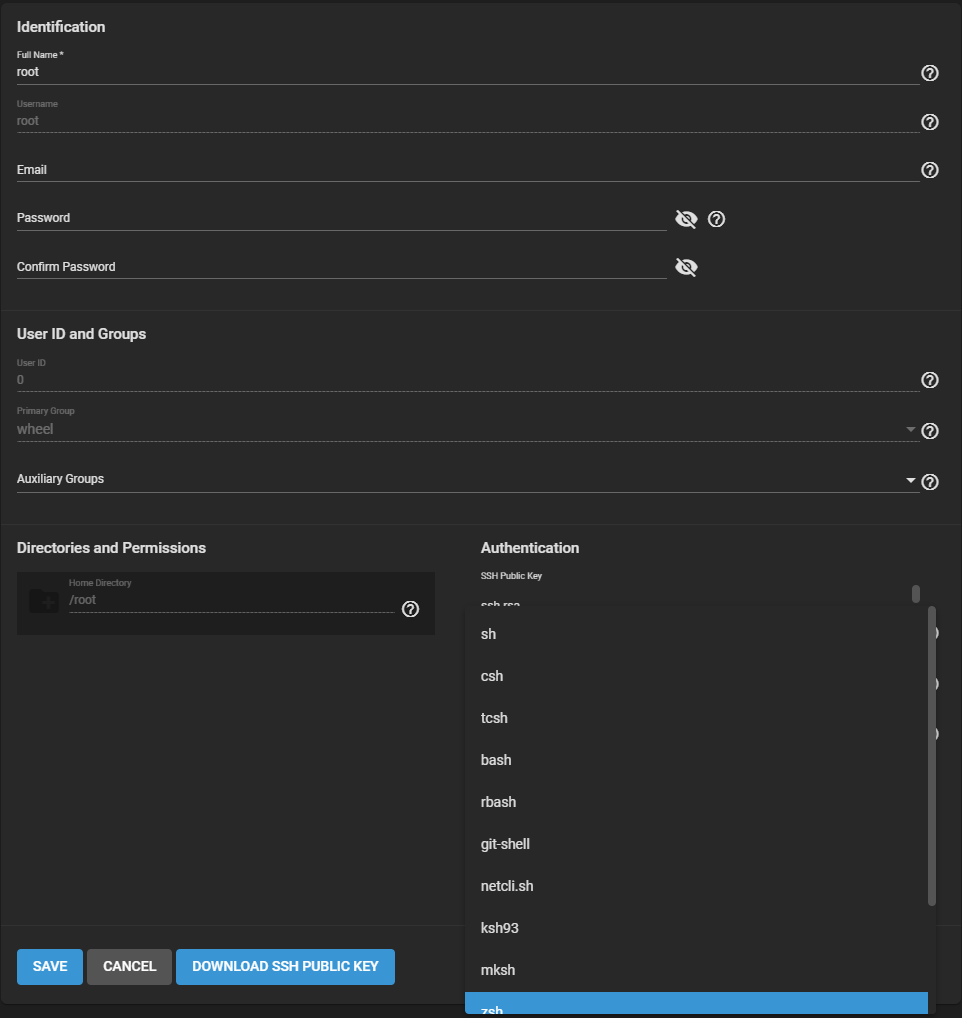 Identification
Full Name *
root
Username
root
Email
Password
Confirm Password
User ID and Groups
User ID
0
Primary Group
wheel
Auxiliary Groups
Directories and Permissions
Home Directory
/root
Authentication
SSH Public Key
ssh-rsa
sh
csh
tcsh
bash
rbash
git-shell
netcli.sh
ksh93
mksh
zsh
SAVE
CANCEL
DOWNLOAD SSH PUBLIC KEY